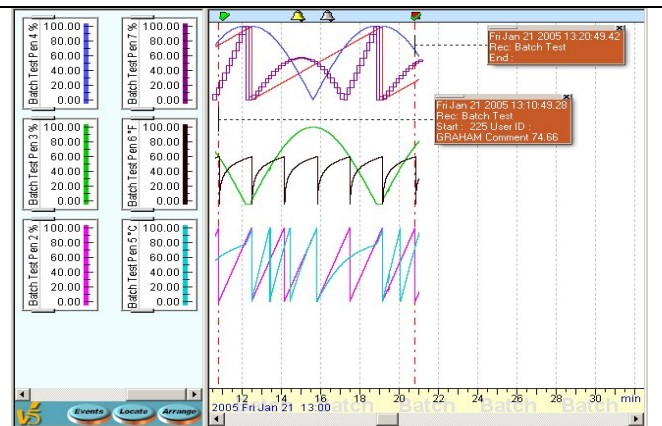 Batch Test Pen 4 %
100.00
80.00
60.00
40.00
20.00
0.00
Batch Test Pen 7 %
100.00
80.00
60.00
40.00
20.00
0.00
Batch Test Pen 3 %
100.00
80.00
60.00
40.00
20.00
0.00
Batch Test Pen 6 °F
100.00
80.00
60.00
40.00
20.00
0.00
Batch Test Pen 2 %
100.00
80.00
60.00
40.00
20.00
0.00
Batch Test Pen 5 °C
100.00
80.00
60.00
40.00
20.00
0.00
V5
Events
Locate
Arrange
Fri Jan 21 2005 13:20:49.42
Rec: Batch Test
End :
Fri Jan 21 2005 13:10:49.28
Rec: Batch Test
Start : 225 User ID :
GRAHAM Comment 74.66
12 14 16 18 20 22 24 26 28 30 min
2005 Fri Jan 21 13:00
Batch Batch Batch Batch